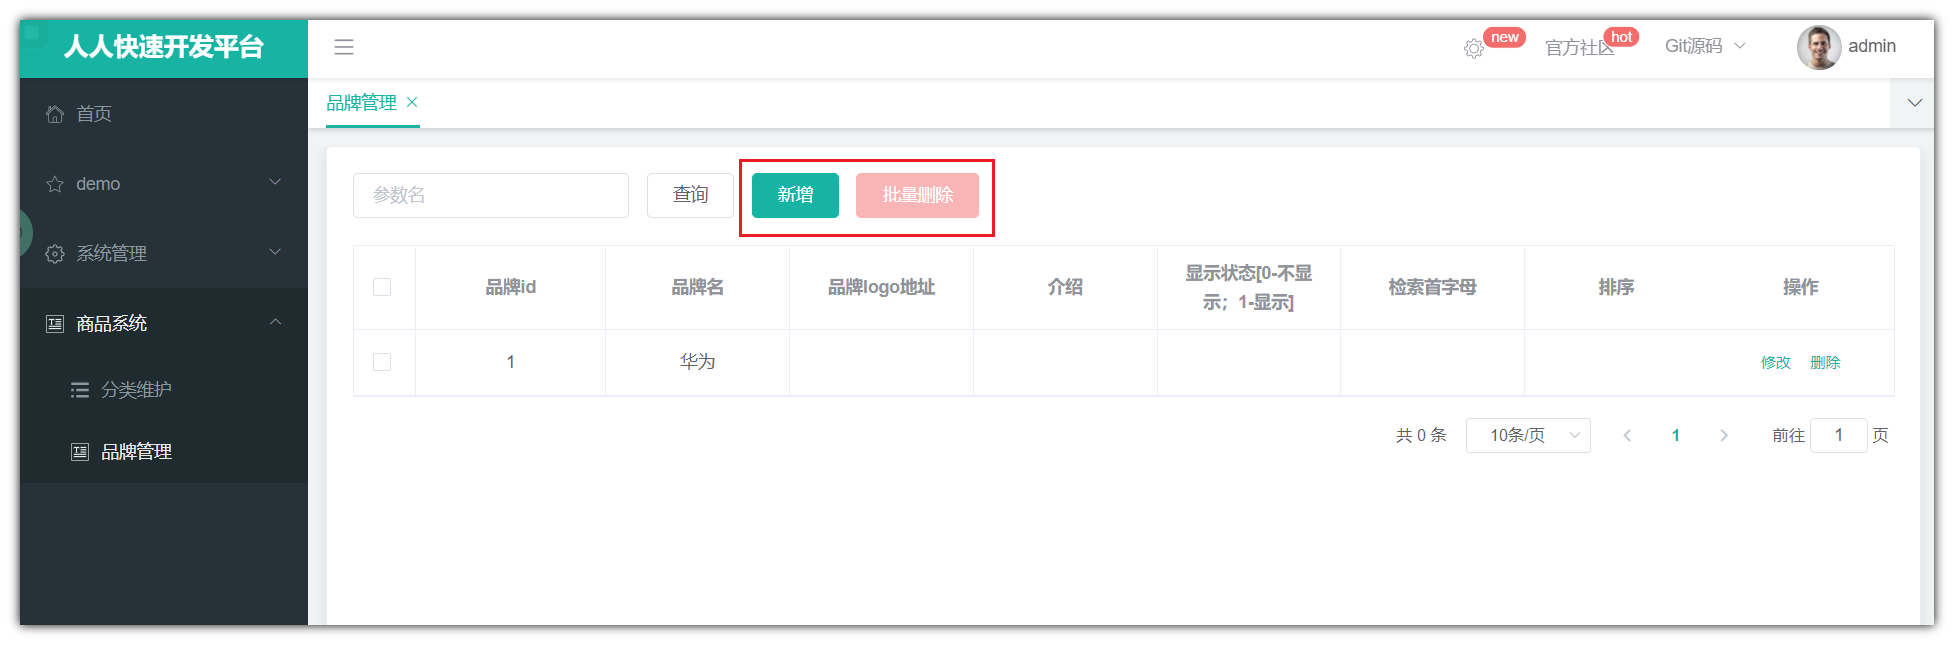 人人快速开发平台
new
官方社区
hot
Git源码
admin
首页
demo
系统管理
商品系统
分类维护
品牌管理
品牌管理
参数名
查询
新增
批量删除
品牌id
品牌名
品牌logo地址
介绍
显示状态[0-不显
示；1-显示]
检索首字母
排序
操作
1
华为
修改
删除
共 0 条
10条/页
1
前往
1
页